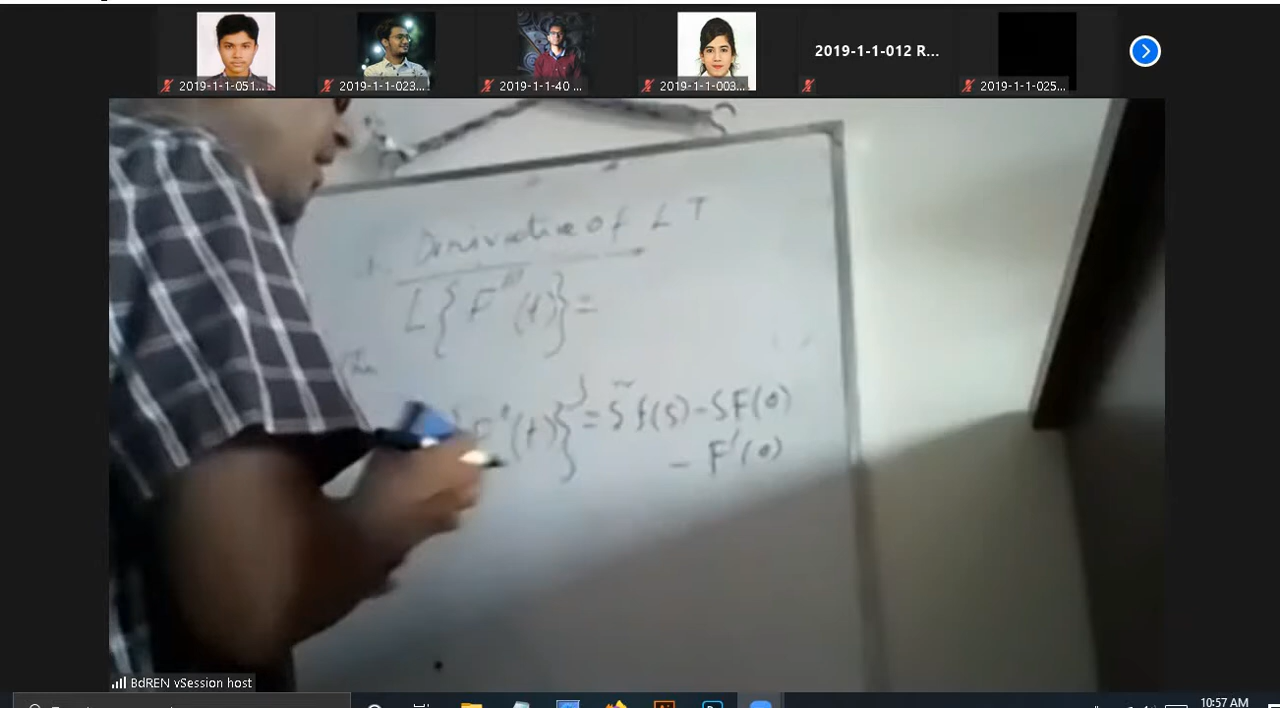 2019-1-1-051...
2019-1-1-023...
2019-1-1-40 ...
2019-1-1-003...
2019-1-1-012 R...
2019-1-1-025...
Derivative of L T
L{F'''(t)} =
The
F''(t)} = s² f(s) - SF(0)
- F'(0)
BdREN vSession host
10:57 AM